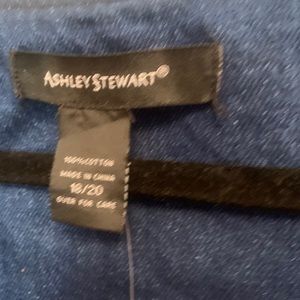 ASHLEY STEWART®
100% COTTON
MADE IN CHINA
18/20
OVER FOR CARE